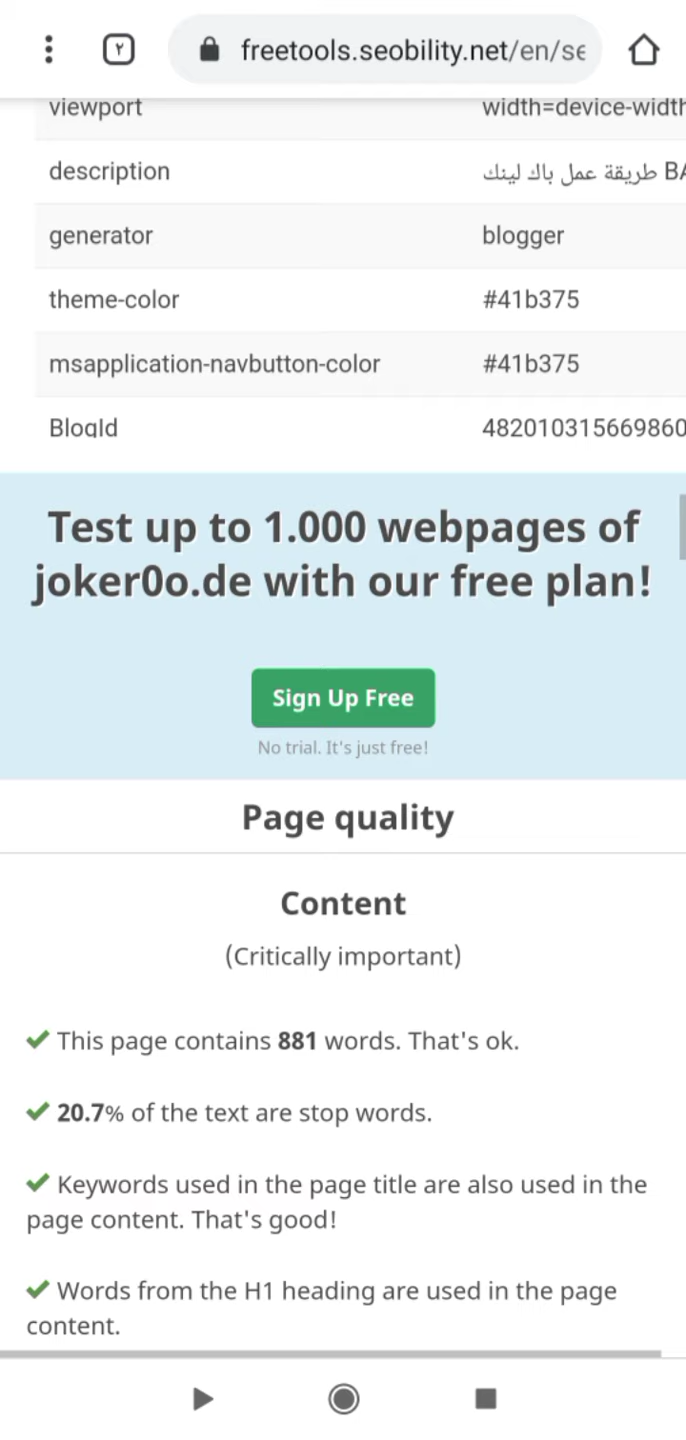 ٢
freetools.seobility.net/en/se
viewport width=device-width
description طريقة عمل باك لينك BA
generator blogger
theme-color #41b375
msapplication-navbutton-color #41b375
BlogId 482010315669860
Test up to 1.000 webpages of
joker0o.de with our free plan!
Sign Up Free
No trial. It's just free!
Page quality
Content
(Critically important)
This page contains 881 words. That's ok.
20.7% of the text are stop words.
Keywords used in the page title are also used in the
page content. That's good!
Words from the H1 heading are used in the page
content.